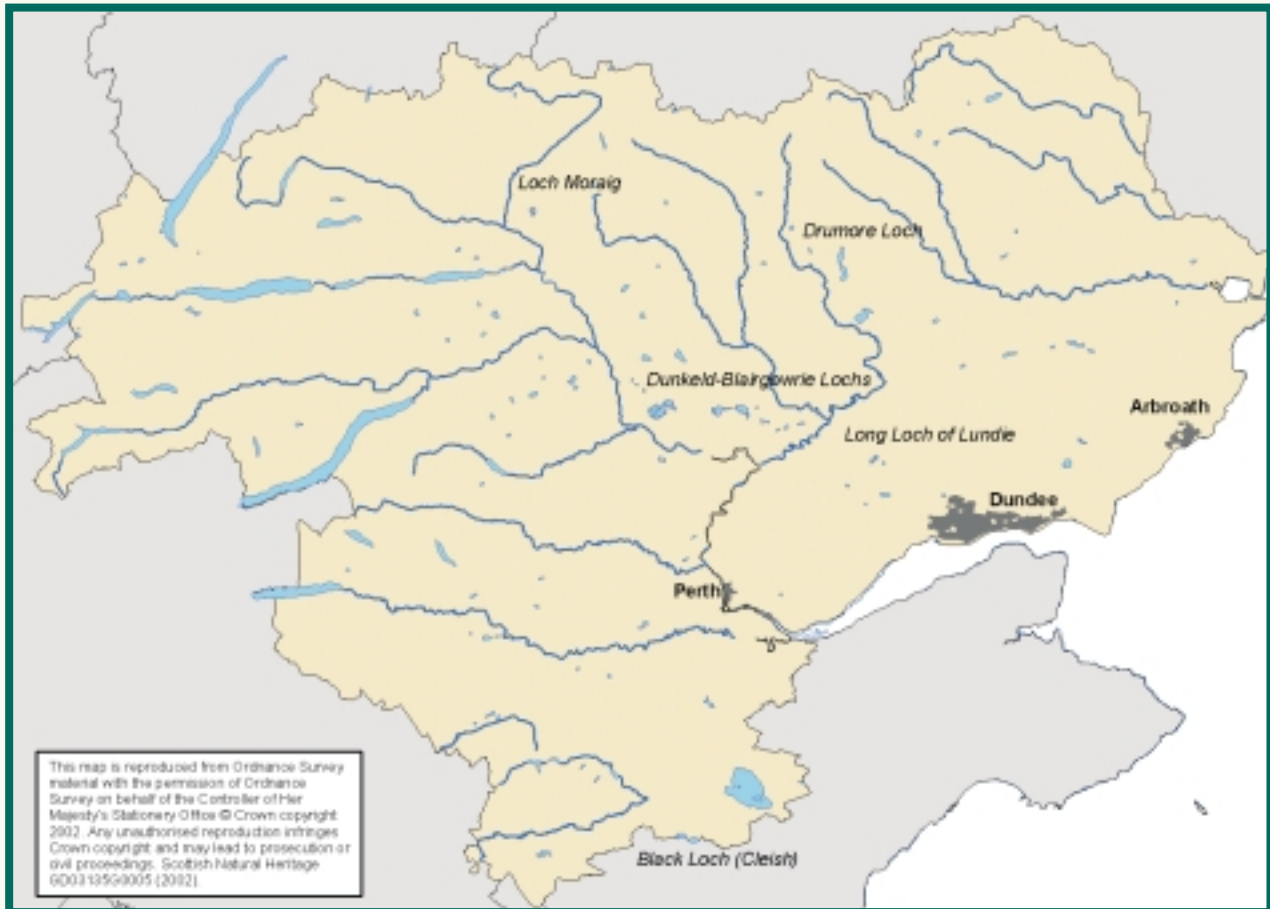 Loch Moraig
Drumore Loch
Dunkeld-Blairgowrie Lochs
Arbroath
Long Loch of Lundie
Dundee
Perth
Black Loch (Cleish)
This map is reproduced from Ordnance Survey
material with the permission of Ordnance
Survey on behalf of the Controller of Her
Majesty's Stationery Office © Crown copyright
2002. Any unauthorised reproduction infringes
Crown copyright and may lead to prosecution or
civil proceedings. Scottish Natural Heritage
GD03135G0005 (2002).